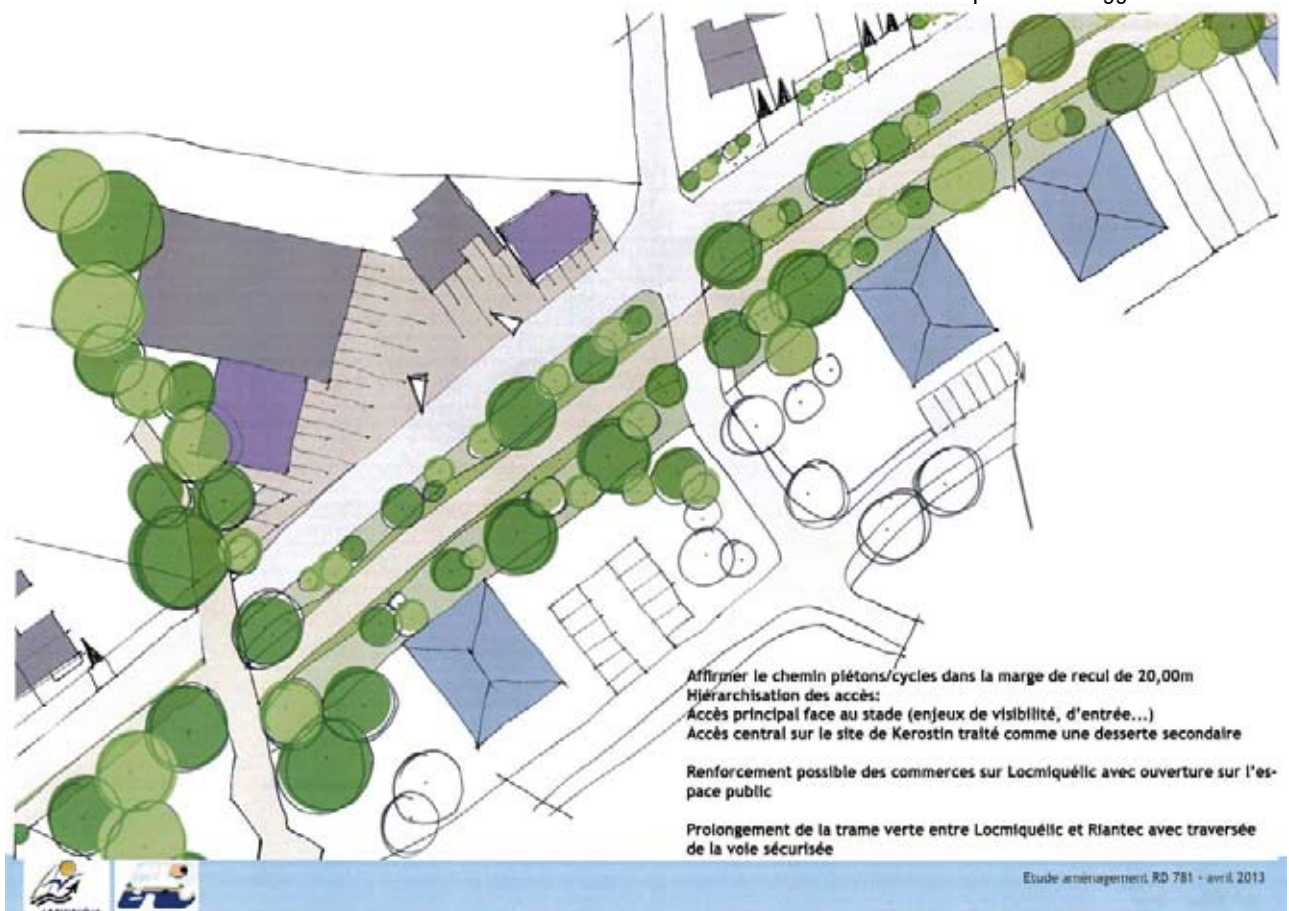 Affirmer le chemin piétons/cycles dans la marge de recul de 20,00m
Hiérarchisation des accès:
Accès principal face au stade (enjeux de visibilité, d'entrée...)
Accès central sur le site de Kerostin traité comme une desserte secondaire
Renforcement possible des commerces sur Locmiquélic avec ouverture sur l'es-
pace public
Prolongement de la trame verte entre Locmiquélic et Riantec avec traversée
de la voie sécurisée
Etude aménagement RD 781 - avril 2013